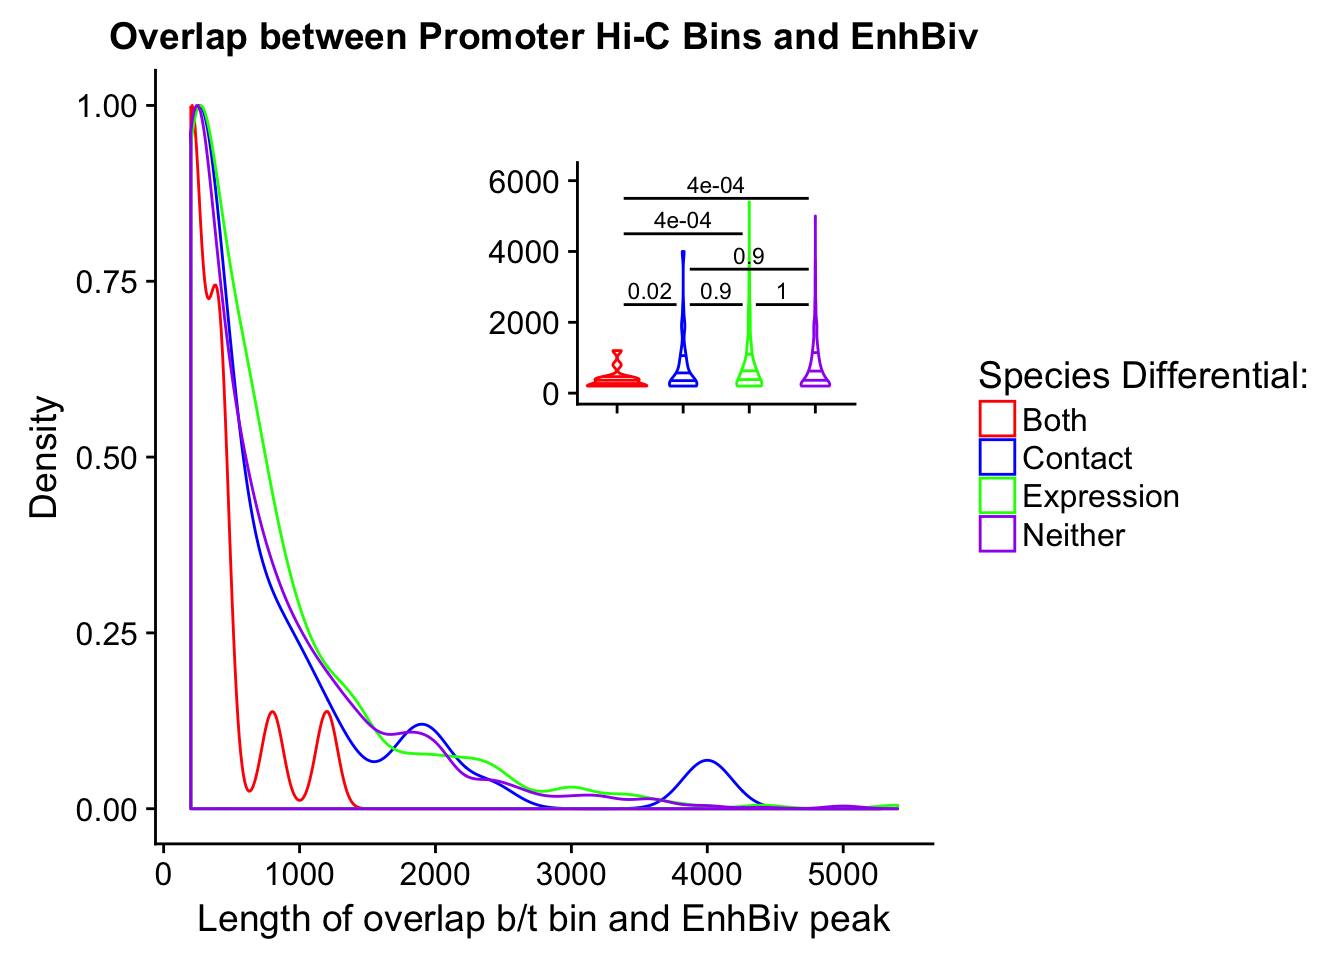 Overlap between Promoter Hi-C Bins and EnhBiv
1.00
0.75
0.50
0.25
0.00
Density
0
1000
2000
3000
4000
5000
Length of overlap b/t bin and EnhBiv peak
6000
4000
2000
0
4e-04
4e-04
0.9
0.02
0.9
1
Species Differential:
Both
Contact
Expression
Neither